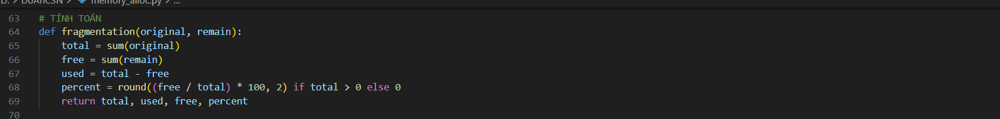 D: > DoAnCSN > memory_alloc.py > ...
63 # TÍNH TOÁN
64 def fragmentation(original, remain):
65 total = sum(original)
66 free = sum(remain)
67 used = total - free
68 percent = round((free / total) * 100, 2) if total > 0 else 0
69 return total, used, free, percent
70